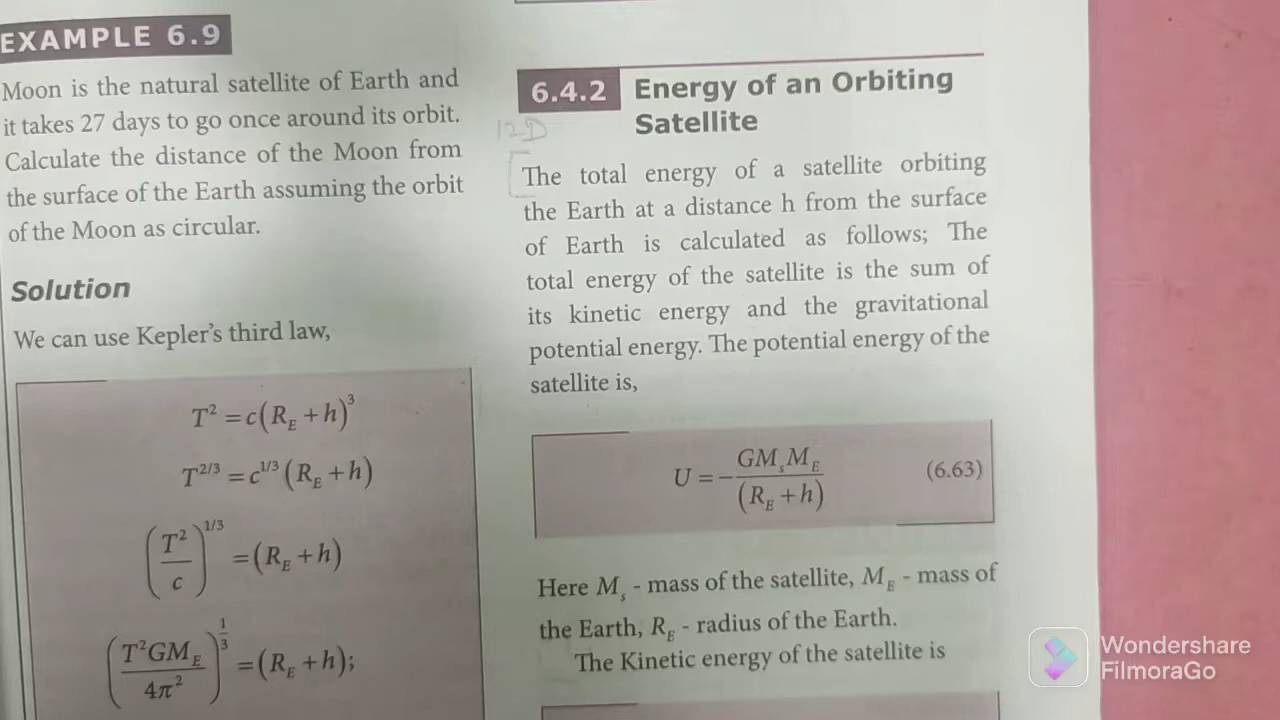 EXAMPLE 6.9
Moon is the natural satellite of Earth and
it takes 27 days to go once around its orbit.
Calculate the distance of the Moon from
the surface of the Earth assuming the orbit
of the Moon as circular.
Solution
We can use Kepler's third law,
T² = c(R_E + h)³
T^{2/3} = c^{1/3}(R_E + h)
(T²/c)^{1/3} = (R_E + h)
(T²GM_E/4π²)^{1/3} = (R_E + h);
6.4.2 Energy of an Orbiting
Satellite
12D
The total energy of a satellite orbiting
the Earth at a distance h from the surface
of Earth is calculated as follows; The
total energy of the satellite is the sum of
its kinetic energy and the gravitational
potential energy. The potential energy of the
satellite is,
U = -GM_sM_E/(R_E + h) (6.63)
Here M_s - mass of the satellite, M_E - mass of
the Earth, R_E - radius of the Earth.
The Kinetic energy of the satellite is
Wondershare
FilmoraGo